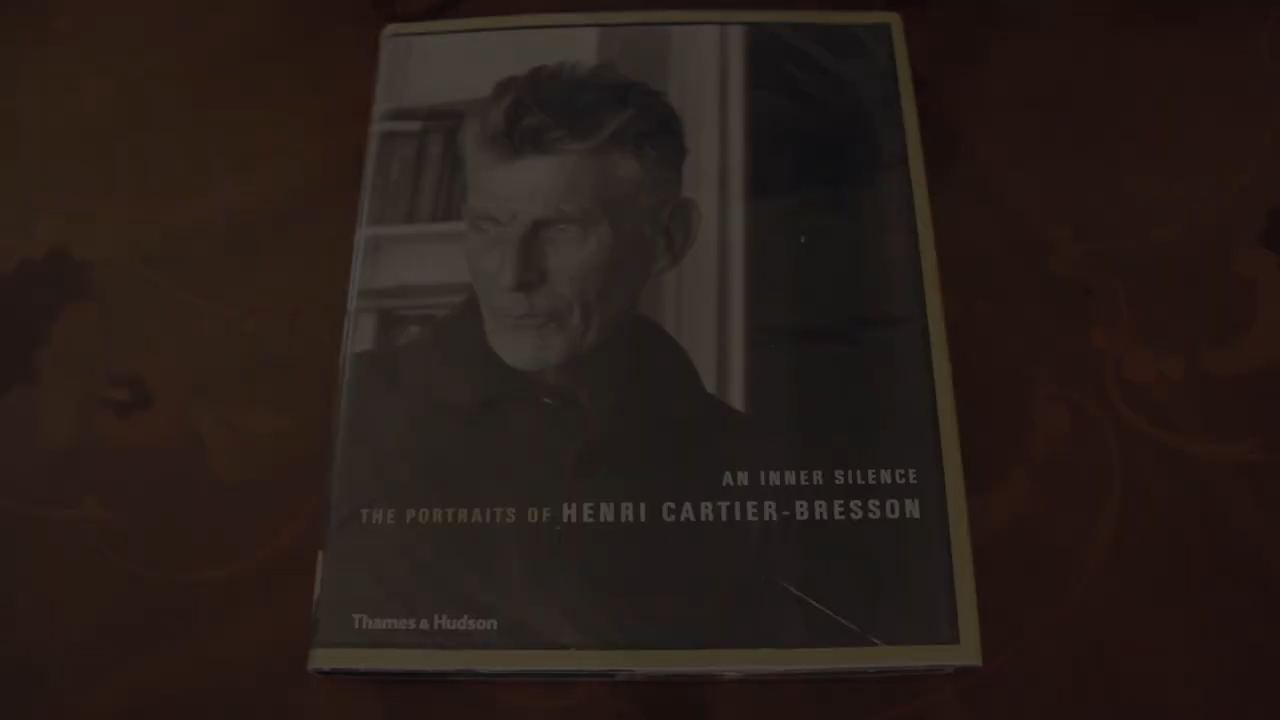 AN INNER SILENCE
THE PORTRAITS OF HENRI CARTIER-BRESSON
Thames & Hudson